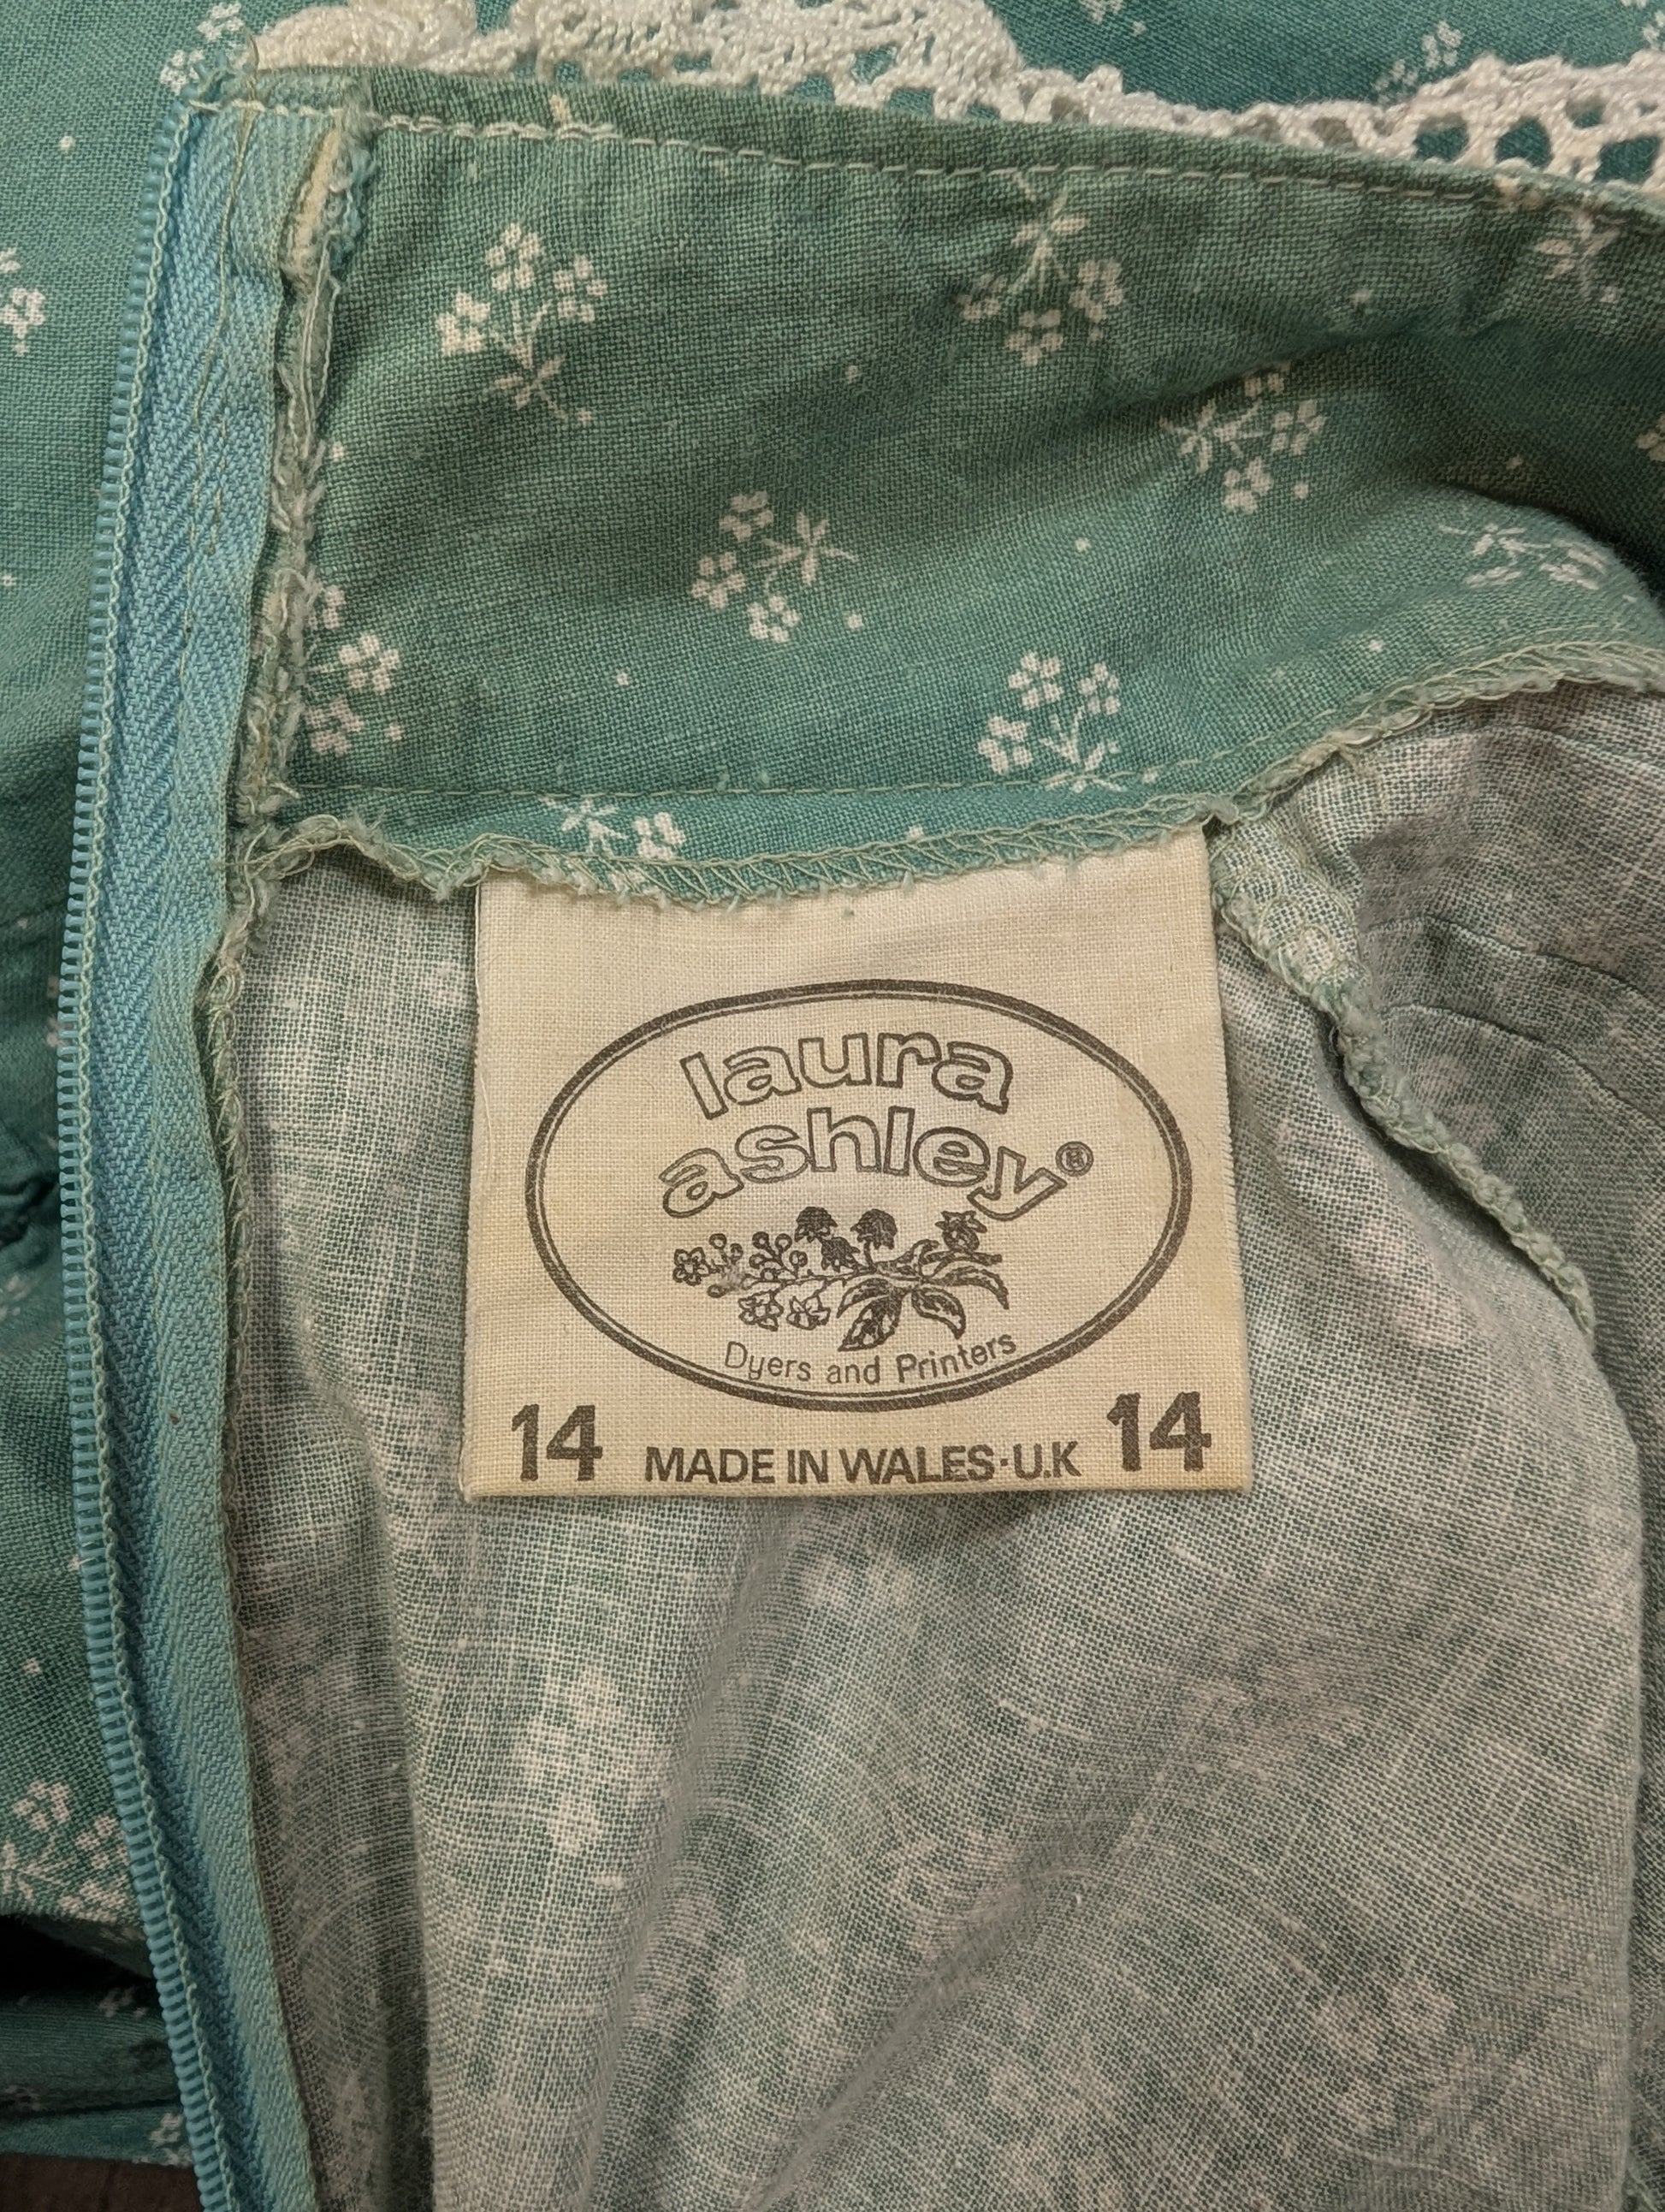 laura
ashley®
Dyers and Printers
14 MADE IN WALES·U.K 14